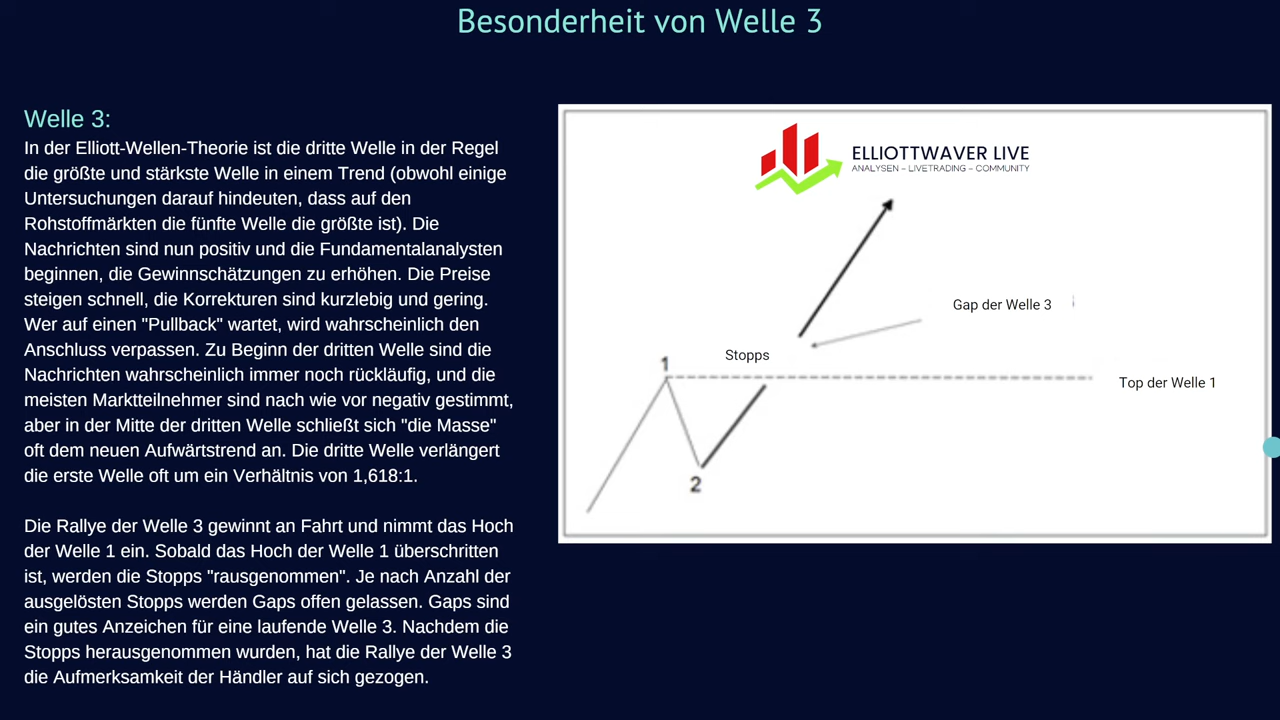 Besonderheit von Welle 3
Welle 3:
In der Elliott-Wellen-Theorie ist die dritte Welle in der Regel
die größte und stärkste Welle in einem Trend (obwohl einige
Untersuchungen darauf hindeuten, dass auf den
Rohstoffmärkten die fünfte Welle die größte ist). Die
Nachrichten sind nun positiv und die Fundamentalanalysten
beginnen, die Gewinnschätzungen zu erhöhen. Die Preise
steigen schnell, die Korrekturen sind kurzlebig und gering.
Wer auf einen "Pullback" wartet, wird wahrscheinlich den
Anschluss verpassen. Zu Beginn der dritten Welle sind die
Nachrichten wahrscheinlich immer noch rückläufig, und die
meisten Marktteilnehmer sind nach wie vor negativ gestimmt,
aber in der Mitte der dritten Welle schließt sich "die Masse"
oft dem neuen Aufwärtstrend an. Die dritte Welle verlängert
die erste Welle oft um ein Verhältnis von 1,618:1.
Die Rallye der Welle 3 gewinnt an Fahrt und nimmt das Hoch
der Welle 1 ein. Sobald das Hoch der Welle 1 überschritten
ist, werden die Stopps "rausgenommen". Je nach Anzahl der
ausgelösten Stopps werden Gaps offen gelassen. Gaps sind
ein gutes Anzeichen für eine laufende Welle 3. Nachdem die
Stopps herausgenommen wurden, hat die Rallye der Welle 3
die Aufmerksamkeit der Händler auf sich gezogen.
ELLIOTTWAVER LIVE
ANALYSEN – LIVETRADING – COMMUNITY
Gap der Welle 3
Stopps
1
Top der Welle 1
2